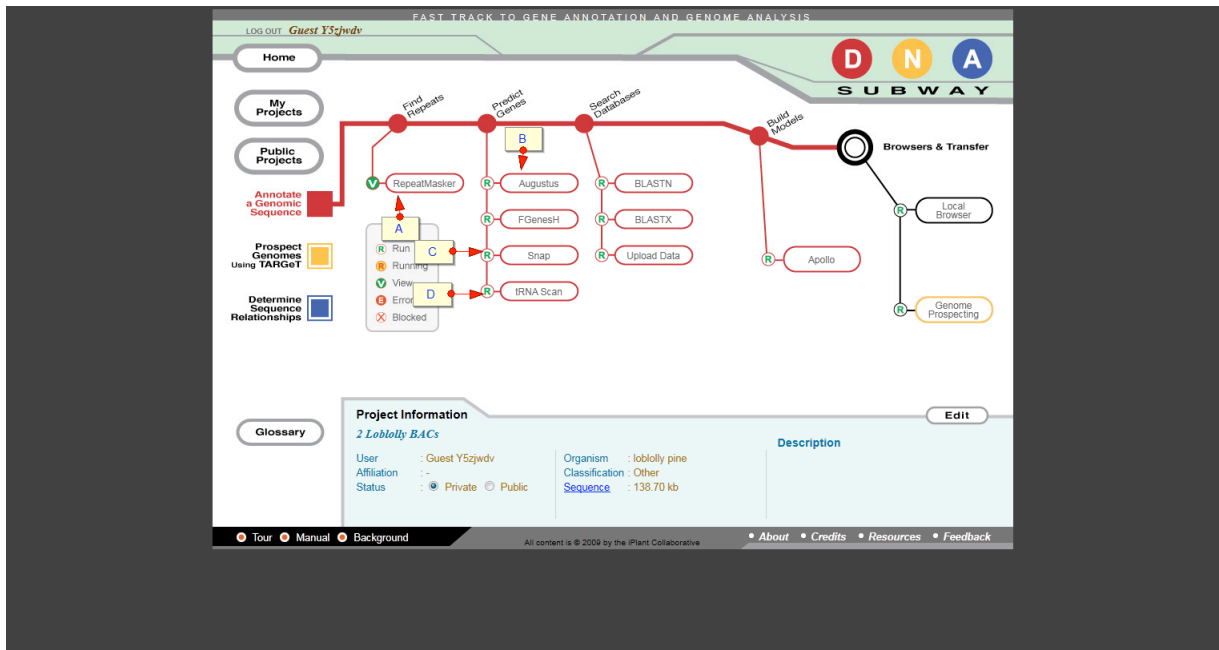 FAST TRACK TO GENE ANNOTATION AND GENOME ANALYSIS
LOG OUT Guest Y5zjwdv
Home
D N A
SUBWAY
My
Projects
Public
Projects
Annotate
a Genomic
Sequence
Prospect
Genomes
Using TARGeT
Determine
Sequence
Relationships
Find
Repeats
Predict
Genes
Search
Databases
Build
Models
Browsers & Transfer
B
V RepeatMasker
R Augustus
R BLASTN
A
R FGenesH
R BLASTX
R Local
Browser
R Run
C
R Snap
R Upload Data
R Apollo
R Running
V View
D
R tRNA Scan
E Error
X Blocked
R Genome
Prospecting
Glossary
Project Information
Edit
2 Loblolly BACs
Description
User : Guest Y5zjwdv
Organism : loblolly pine
Affiliation : -
Classification : Other
Status : Private Public
Sequence : 138.70 kb
Tour Manual Background
All content is © 2009 by the iPlant Collaborative
• About • Credits • Resources • Feedback